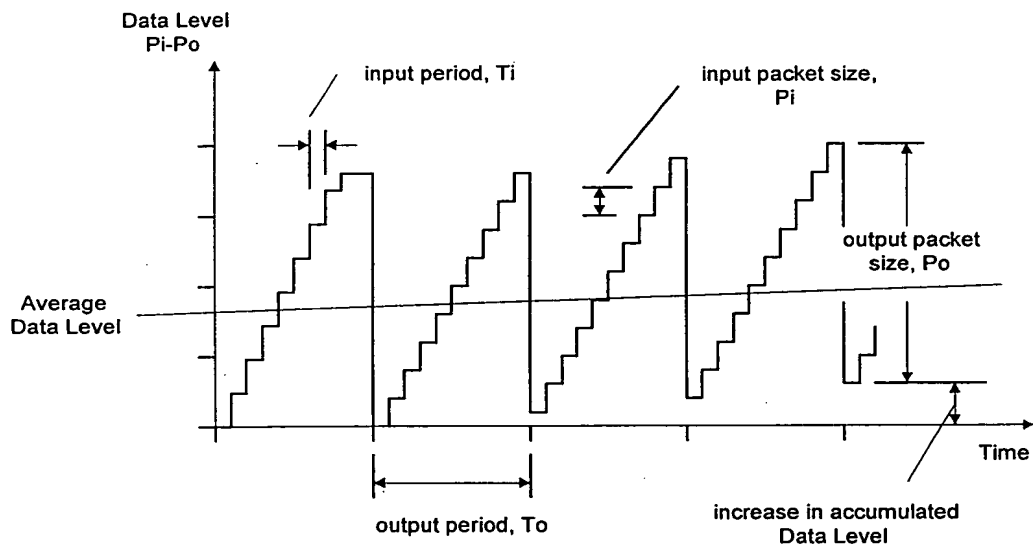 Data Level
Pi-Po
input period, Ti
input packet size,
Pi
output packet
size, Po
Average
Data Level
Time
output period, To
increase in accumulated
Data Level